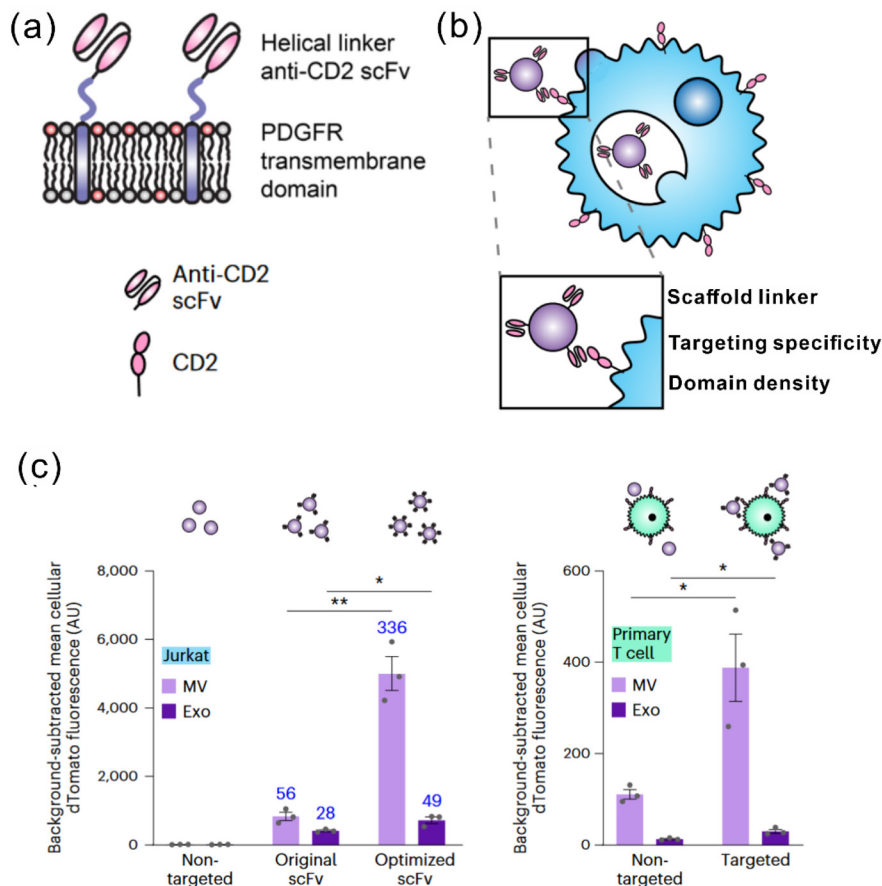 (a)
Helical linker
anti-CD2 scFv
PDGFR
transmembrane
domain
Anti-CD2
scFv
CD2
(b)
Scaffold linker
Targeting specificity
Domain density
(c)
Background-subtracted mean cellular
dTomato fluorescence (AU)
8,000
6,000
4,000
2,000
0
Jurkat
MV
Exo
56
28
**
*
336
49
Non-
targeted
Original
scFv
Optimized
scFv
Background-subtracted mean cellular
dTomato fluorescence (AU)
600
400
200
0
Primary
T cell
MV
Exo
*
*
Non-
targeted
Targeted